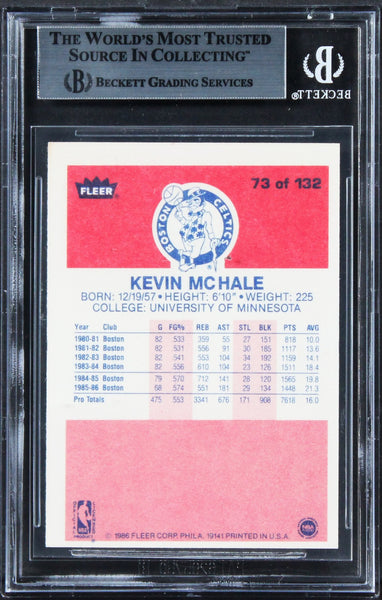 THE WORLD'S MOST TRUSTED
SOURCE IN COLLECTING™
BECKETT GRADING SERVICES
BECKETT
FLEER
73 of 132
BOSTON CELTICS
KEVIN MCHALE
BORN: 12/19/57 • HEIGHT: 6'10" • WEIGHT: 225
COLLEGE: UNIVERSITY OF MINNESOTA
Year Club G FG% REB AST STL BLK PTS AVG
1980-81 Boston 82 533 359 55 27 151 818 10.0
1981-82 Boston 82 531 556 91 30 185 1117 13.6
1982-83 Boston 82 541 553 104 34 192 1159 14.1
1983-84 Boston 82 556 610 104 23 126 1511 18.4
1984-85 Boston 79 570 712 141 28 120 1565 19.8
1985-86 Boston 68 574 551 181 29 134 1448 21.3
Pro Totals 475 553 3341 676 171 908 7618 16.0
NBA
© 1986 FLEER CORP. PHILA. 19141 PRINTED IN U.S.A.